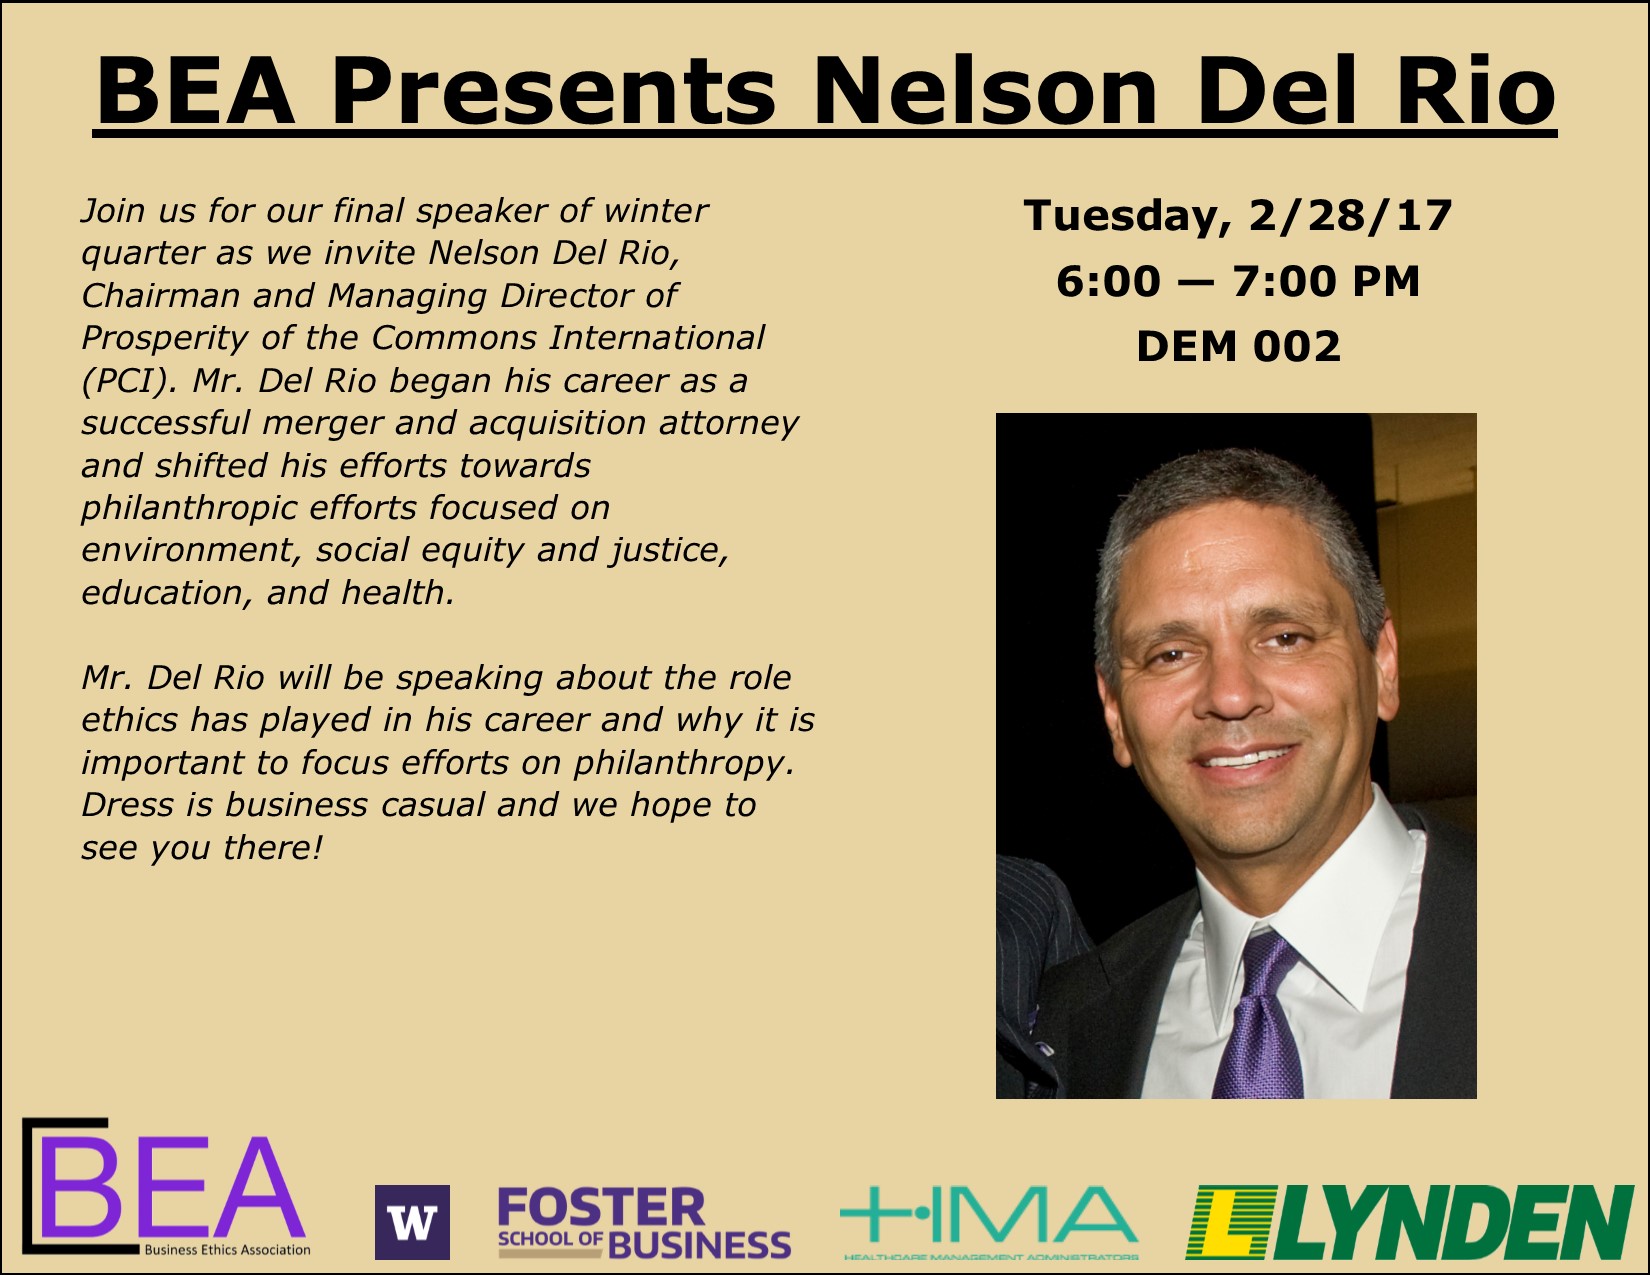 BEA Presents Nelson Del Rio
Join us for our final speaker of winter
quarter as we invite Nelson Del Rio,
Chairman and Managing Director of
Prosperity of the Commons International
(PCI). Mr. Del Rio began his career as a
successful merger and acquisition attorney
and shifted his efforts towards
philanthropic efforts focused on
environment, social equity and justice,
education, and health.
Mr. Del Rio will be speaking about the role
ethics has played in his career and why it is
important to focus efforts on philanthropy.
Dress is business casual and we hope to
see you there!
Tuesday, 2/28/17
6:00 — 7:00 PM
DEM 002
BEA
Business Ethics Association
W
FOSTER
SCHOOL OF BUSINESS
HMA
HEALTHCARE MANAGEMENT ADMINISTRATORS
L LYNDEN